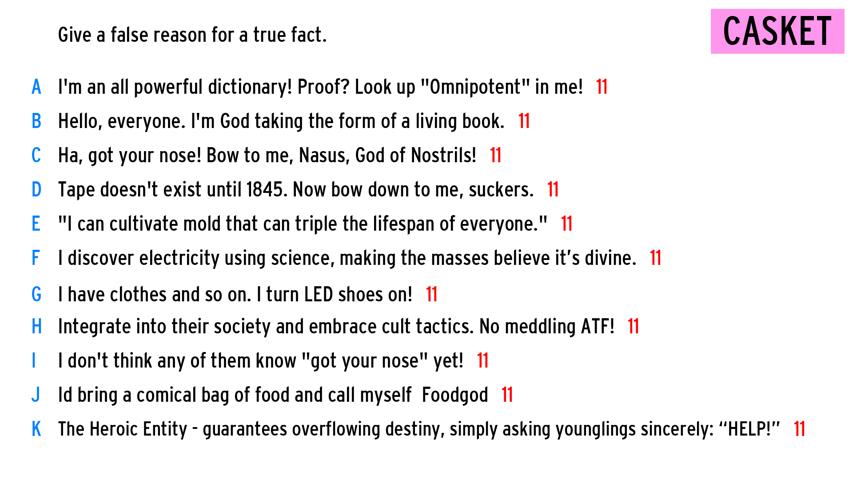 Give a false reason for a true fact.
CASKET
A I'm an all powerful dictionary! Proof? Look up "Omnipotent" in me! 11
B Hello, everyone. I'm God taking the form of a living book. 11
C Ha, got your nose! Bow to me, Nasus, God of Nostrils! 11
D Tape doesn't exist until 1845. Now bow down to me, suckers. 11
E "I can cultivate mold that can triple the lifespan of everyone." 11
F I discover electricity using science, making the masses believe it’s divine. 11
G I have clothes and so on. I turn LED shoes on! 11
H Integrate into their society and embrace cult tactics. No meddling ATF! 11
I I don't think any of them know "got your nose" yet! 11
J Id bring a comical bag of food and call myself Foodgod 11
K The Heroic Entity - guarantees overflowing destiny, simply asking younglings sincerely: “HELP!” 11